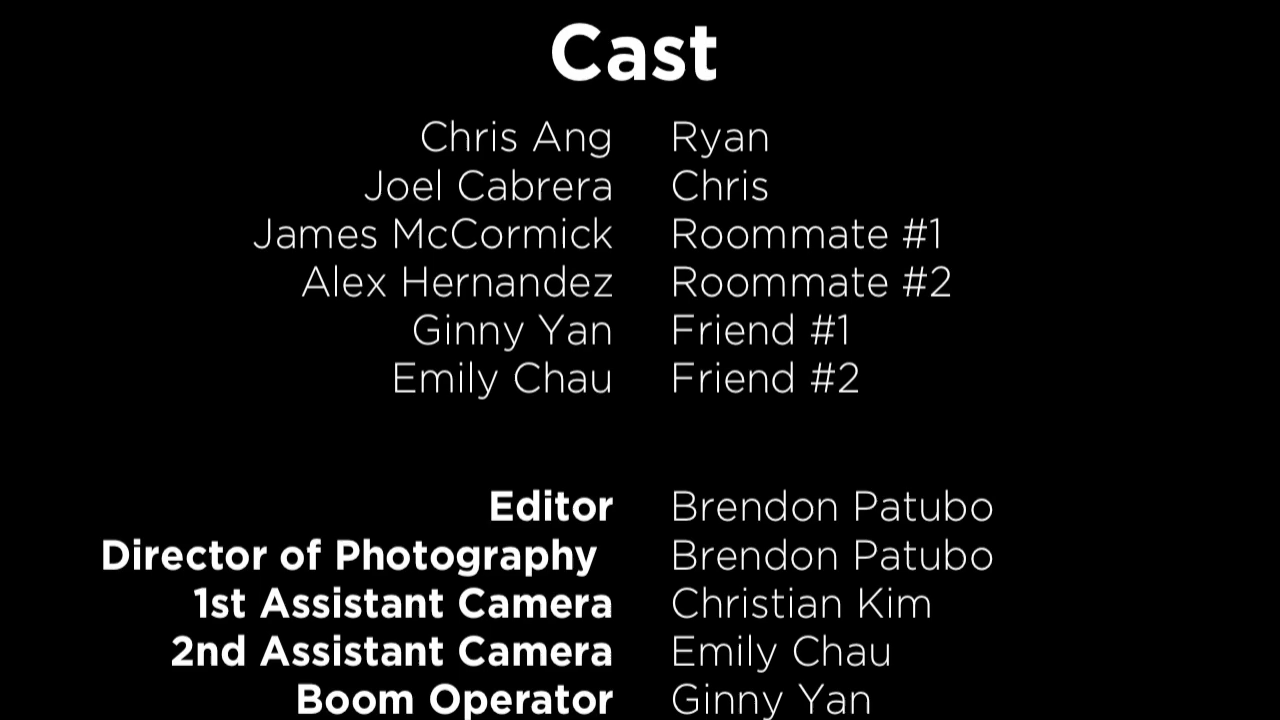 Cast
Chris Ang Ryan
Joel Cabrera Chris
James McCormick Roommate #1
Alex Hernandez Roommate #2
Ginny Yan Friend #1
Emily Chau Friend #2
Editor Brendon Patubo
Director of Photography Brendon Patubo
1st Assistant Camera Christian Kim
2nd Assistant Camera Emily Chau
Boom Operator Ginny Yan